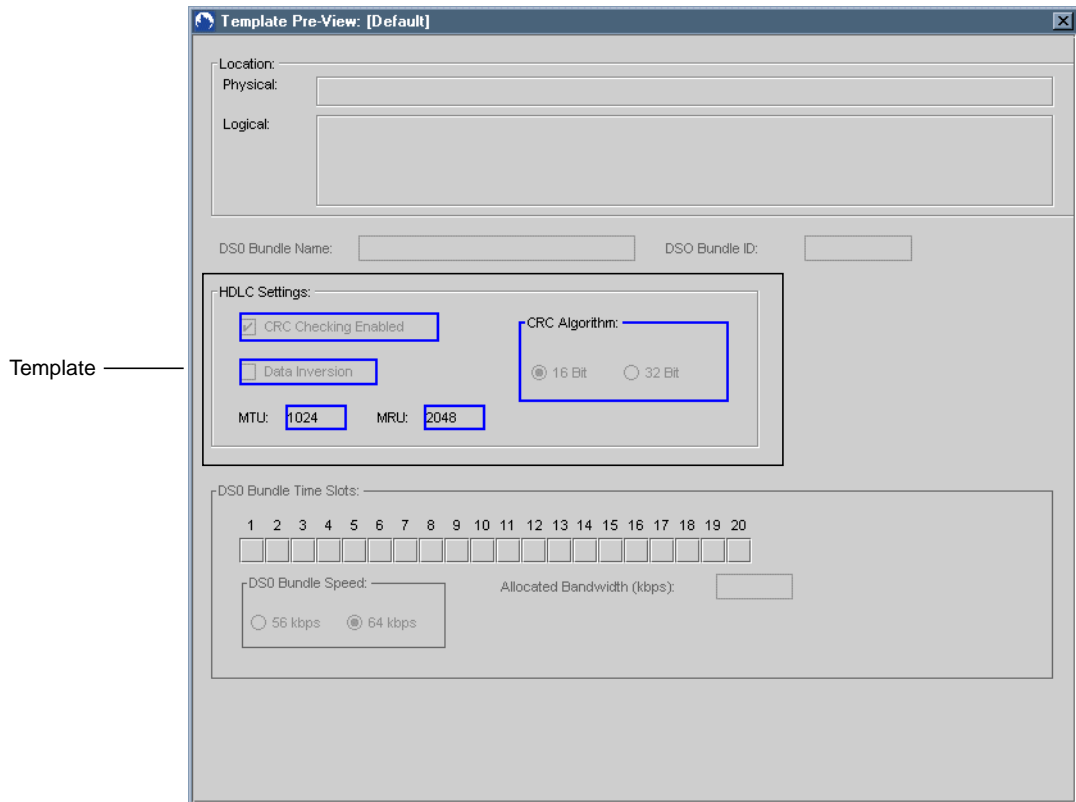 Template Pre-View: [Default]
Location:
Physical:
Logical:
DS0 Bundle Name:
DSO Bundle ID:
HDLC Settings:
CRC Checking Enabled
CRC Algorithm:
Template
Data Inversion
16 Bit
32 Bit
MTU: 1024
MRU: 2048
DS0 Bundle Time Slots:
1 2 3 4 5 6 7 8 9 10 11 12 13 14 15 16 17 18 19 20
DS0 Bundle Speed:
Allocated Bandwidth (kbps):
56 kbps
64 kbps